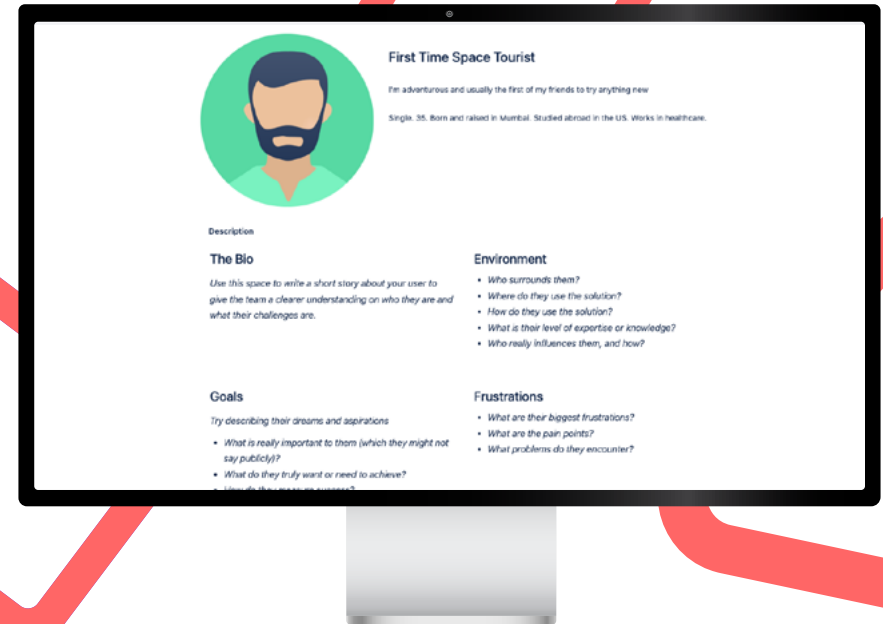 First Time Space Tourist
I'm adventurous and usually the first of my friends to try anything new
Single. 35. Born and raised in Mumbai. Studied abroad in the US. Works in healthcare.
Description
The Bio
Use this space to write a short story about your user to
give the team a clearer understanding on who they are and
what their challenges are.
Environment
• Who surrounds them?
• Where do they use the solution?
• How do they use the solution?
• What is their level of expertise or knowledge?
• Who really influences them, and how?
Goals
Try describing their dreams and aspirations
• What is really important to them (which they might not
say publicly)?
• What do they truly want or need to achieve?
• How do they measure success?
Frustrations
• What are their biggest frustrations?
• What are the pain points?
• What problems do they encounter?